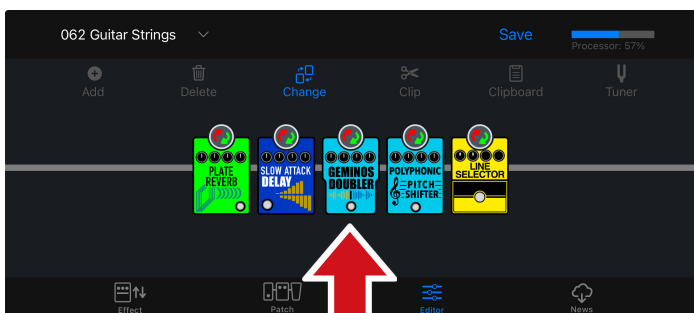 062 Guitar Strings
Save
Processor: 57%
Add
Delete
Change
Clip
Clipboard
Tuner
PLATE
REVERB
SLOW ATTACK
DELAY
GEMINOS
DOUBLER
POLYPHONIC
PITCH
SHIFTER
LINE
SELECTOR
Effect
Patch
Editor
News